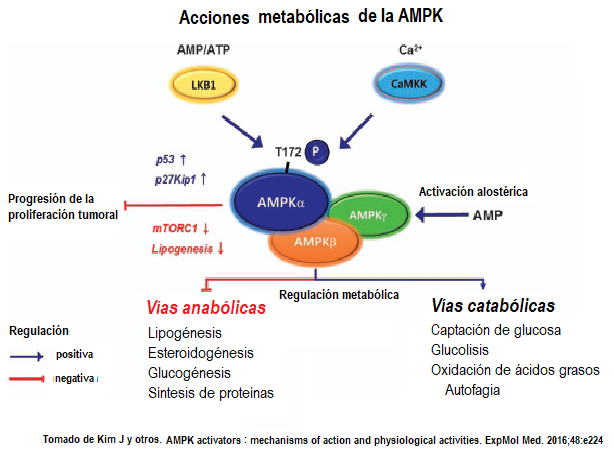 Acciones metabólicas de la AMPK
AMP/ATP
Ca²⁺
LKB1
CaMKK
T172 P
p53 ↑
p27Kip1 ↑
AMPKα
Progresión de la
proliferación tumoral
Activación alostérica
AMPKγ
AMP
mTORC1 ↓
Lipogenesis ↓
AMPKβ
Regulación metabólica
Vías anabólicas
Lipogénesis
Esteroidogénesis
Glucogénesis
Sintesis de proteínas
Vías catabólicas
Captación de glucosa
Glucolisis
Oxidación de ácidos grasos
Autofagia
Regulación
positiva
negativa
Tomado de Kim J y otros. AMPK activators : mechanisms of action and physiological activities. ExpMol Med. 2016;48:e224